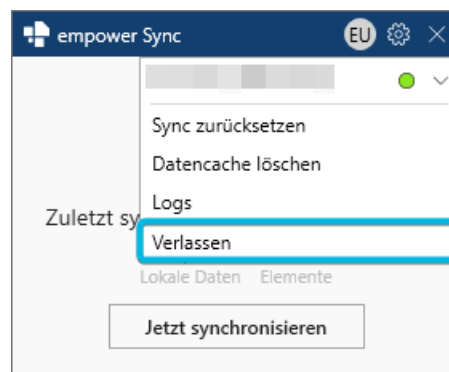 empower Sync EU
Sync zurücksetzen
Datencache löschen
Logs
Zuletzt sy
Verlassen
Lokale Daten Elemente
Jetzt synchronisieren